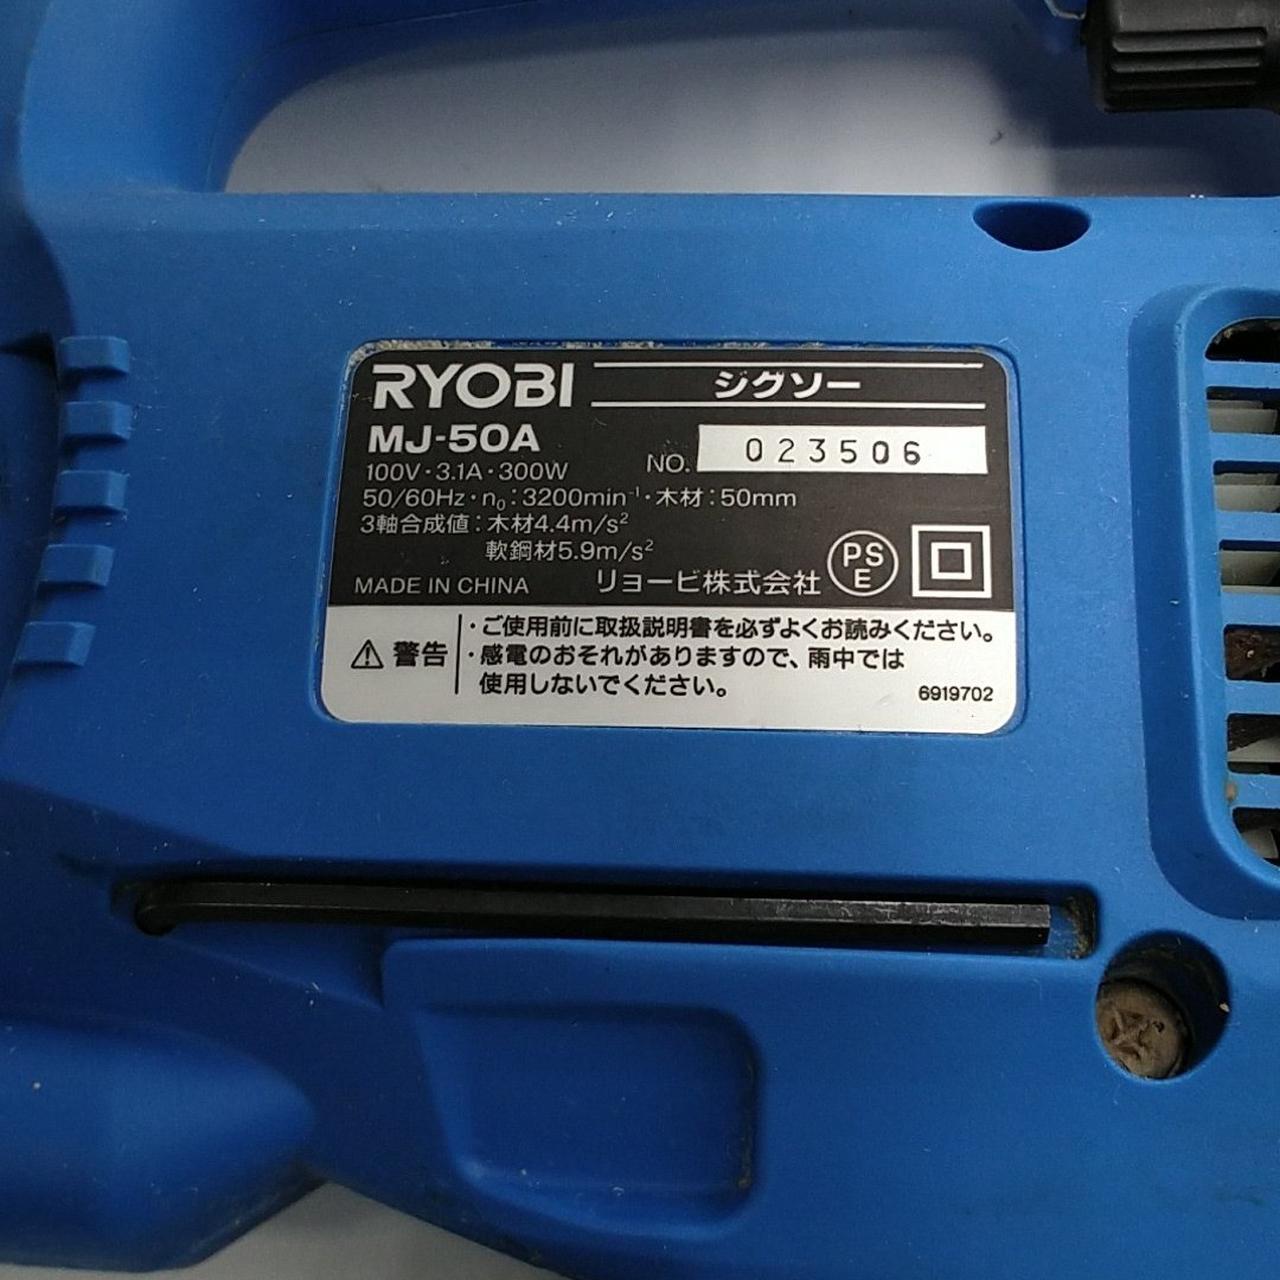 RYOBI ジグソー
MJ-50A
NO. 023506
100V・3.1A・300W
50/60Hz・n₀：3200min⁻¹・木材：50mm
3軸合成値：木材4.4m/s²
軟鋼材5.9m/s²
PS
E
MADE IN CHINA リョービ株式会社
⚠ 警告
・ご使用前に取扱説明書を必ずよくお読みください。
・感電のおそれがありますので、雨中では
使用しないでください。
6919702